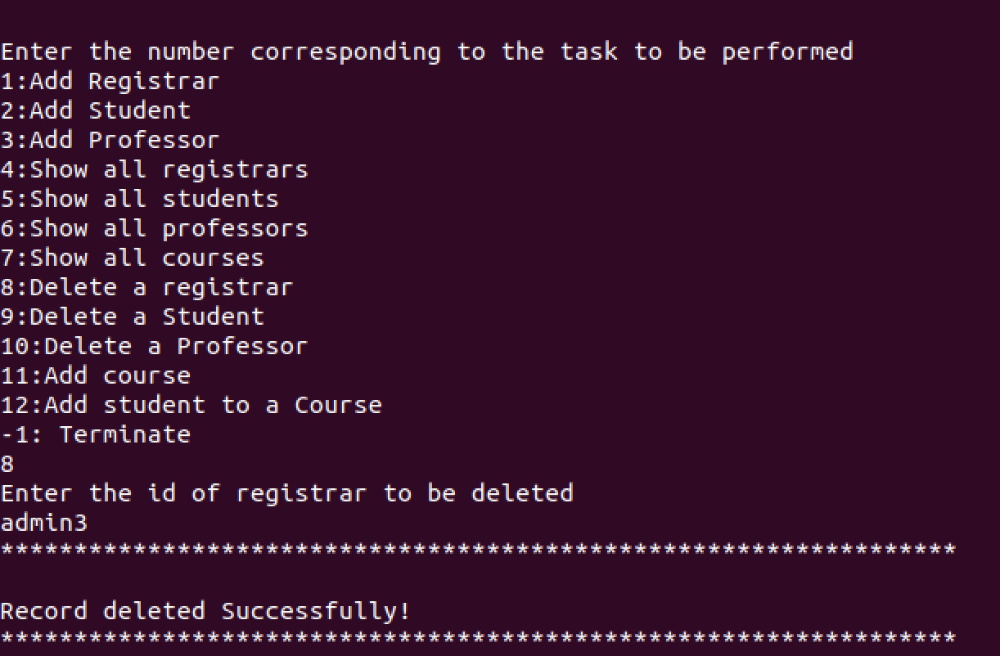 Enter the number corresponding to the task to be performed
1:Add Registrar
2:Add Student
3:Add Professor
4:Show all registrars
5:Show all students
6:Show all professors
7:Show all courses
8:Delete a registrar
9:Delete a Student
10:Delete a Professor
11:Add course
12:Add student to a Course
-1: Terminate
8
Enter the id of registrar to be deleted
admin3
*****************************************************************
Record deleted Successfully!
*****************************************************************